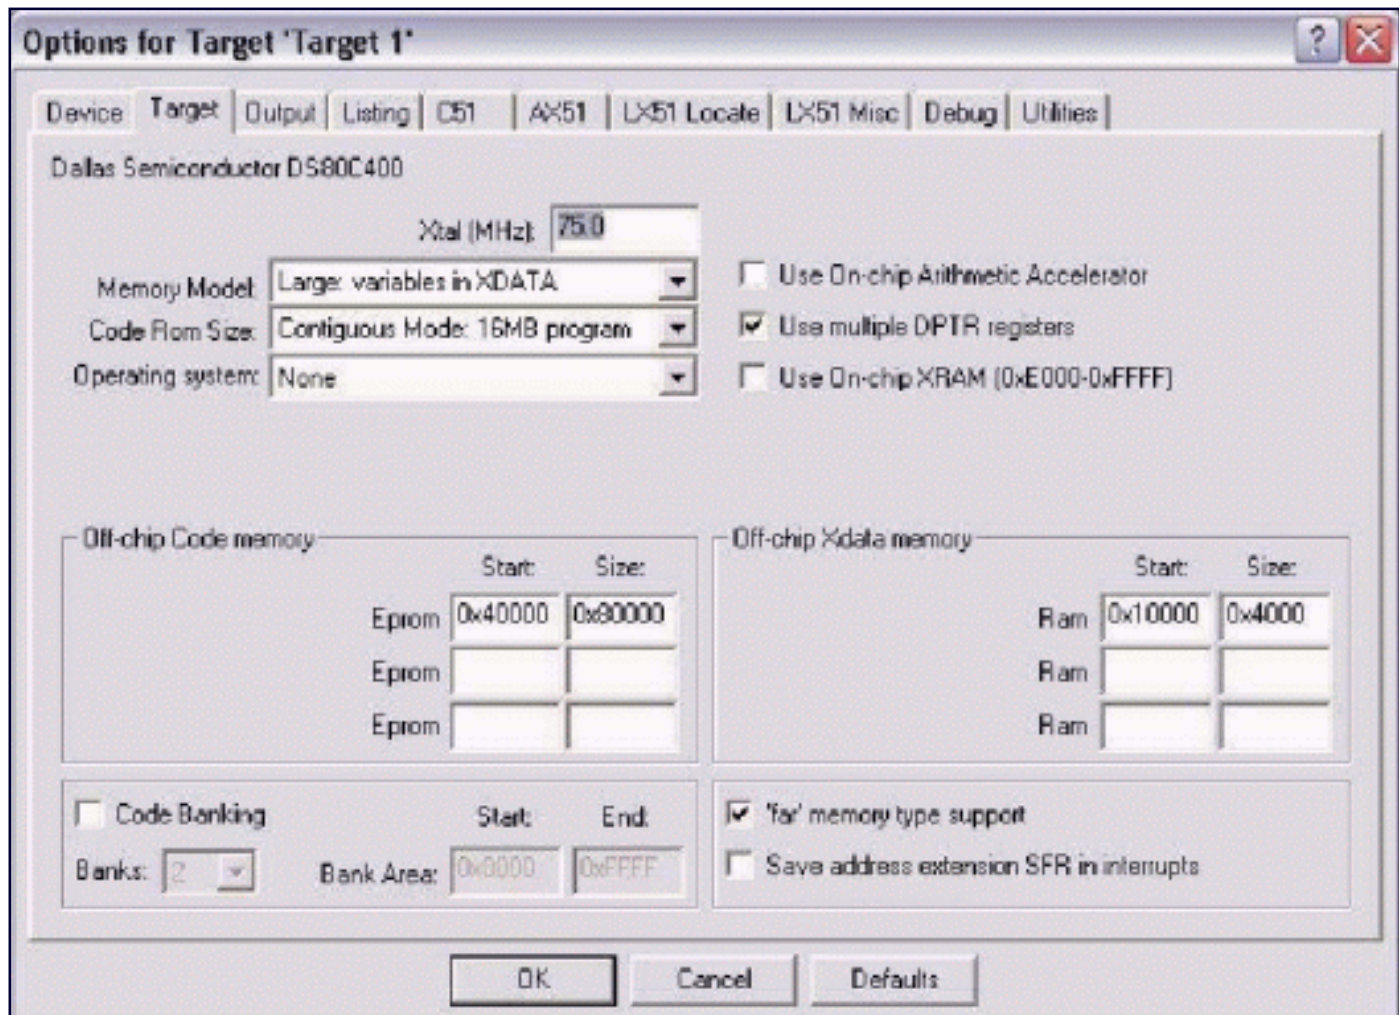 Options for Target 'Target 1'
Device Target Output Listing C51 AX51 LX51 Locate LX51 Misc Debug Utilities
Dallas Semiconductor DS80C400
Xtal (MHz): 75.0
Memory Model: Large: variables in XDATA
Code Rom Size: Contiguous Mode: 16MB program
Operating system: None
Use On-chip Arithmetic Accelerator
Use multiple DPTR registers
Use On-chip XRAM (0xE000-0xFFFF)
Off-chip Code memory
Start: Size:
Eprom 0x40000 0x80000
Eprom
Eprom
Off-chip Xdata memory
Start: Size:
Ram 0x10000 0x4000
Ram
Ram
Code Banking Start: End:
Banks: 2 Bank Area: 0x0000 0xFFFF
'far' memory type support
Save address extension SFR in interrupts
OK Cancel Defaults